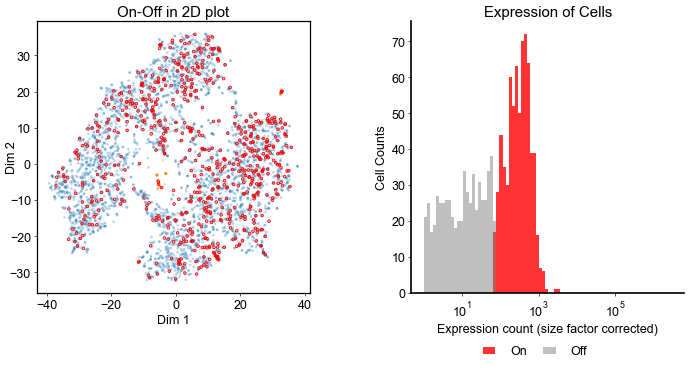 On-Off in 2D plot
Expression of Cells
40
30
20
10
0
−10
−20
−30
Dim 2
−40 −20 0 20 40
Dim 1
70
60
50
40
30
20
10
0
Cell Counts
10^1 10^3 10^5
Expression count (size factor corrected)
On Off